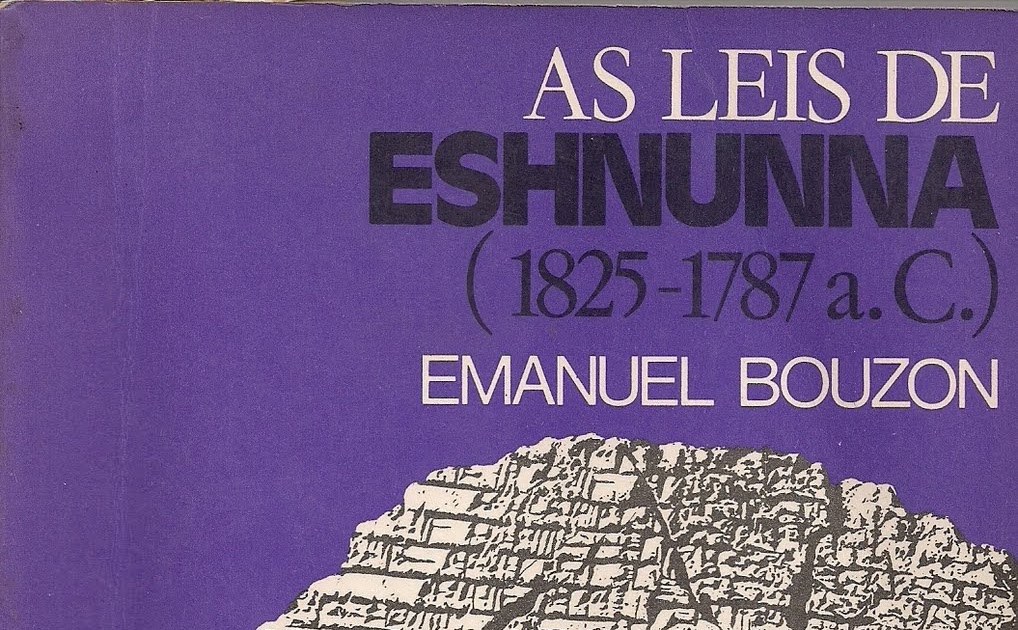 AS LEIS DE
ESHNUNNA
(1825-1787 a.C.)
EMANUEL BOUZON